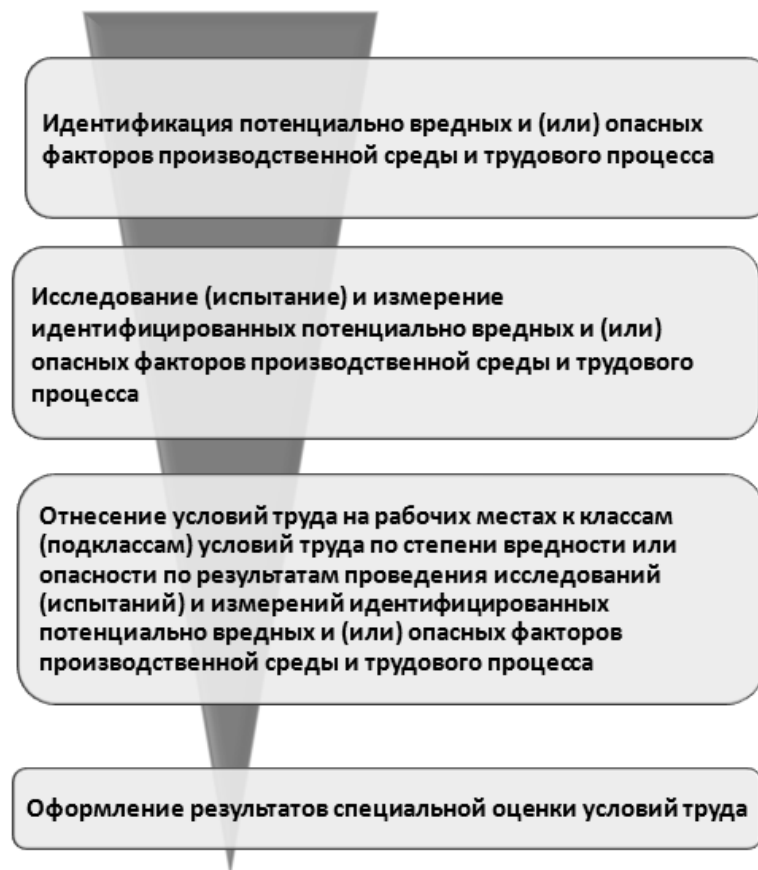 Идентификация потенциально вредных и (или) опасных
факторов производственной среды и трудового процесса
Исследование (испытание) и измерение
идентифицированных потенциально вредных и (или)
опасных факторов производственной среды и трудового
процесса
Отнесение условий труда на рабочих местах к классам
(подклассам) условий труда по степени вредности или
опасности по результатам проведения исследований
(испытаний) и измерений идентифицированных
потенциально вредных и (или) опасных факторов
производственной среды и трудового процесса
Оформление результатов специальной оценки условий труда